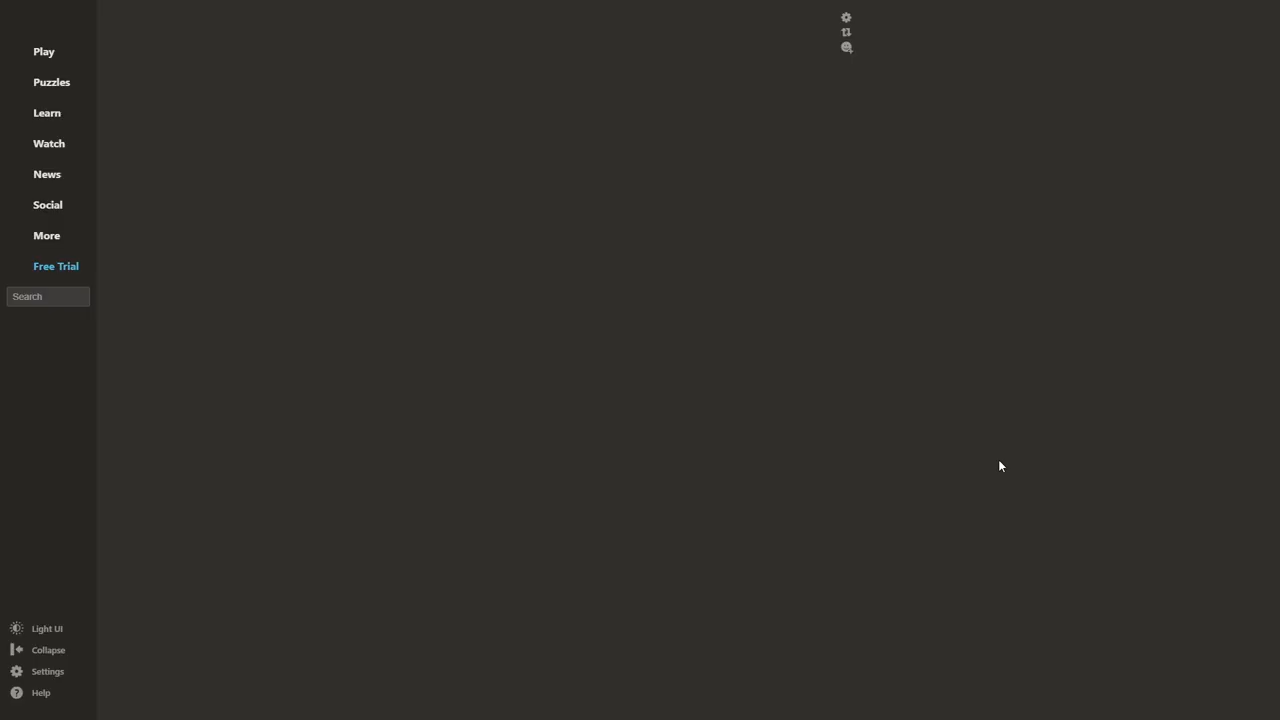 Play
Puzzles
Learn
Watch
News
Social
More
Free Trial
Search
Light UI
Collapse
Settings
Help